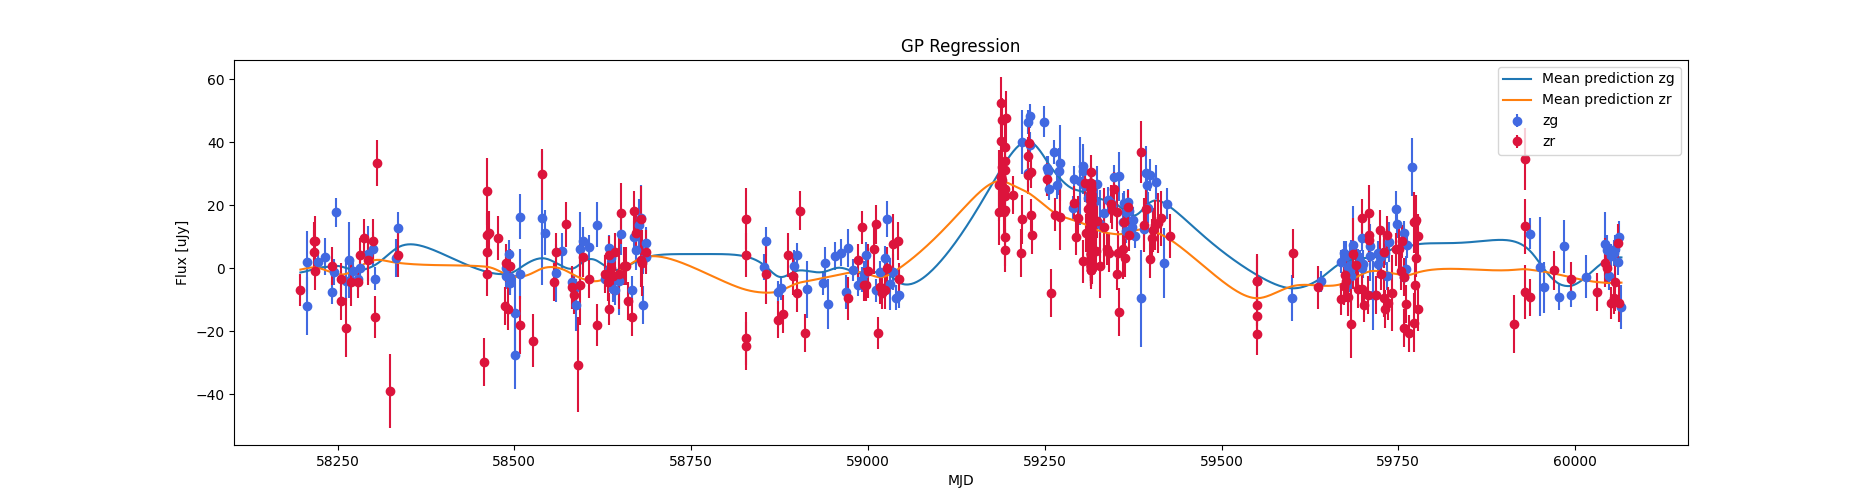 GP Regression
60
40
20
0
−20
−40
Flux [uJy]
58250 58500 58750 59000 59250 59500 59750 60000
MJD
Mean prediction zg
Mean prediction zr
zg
zr